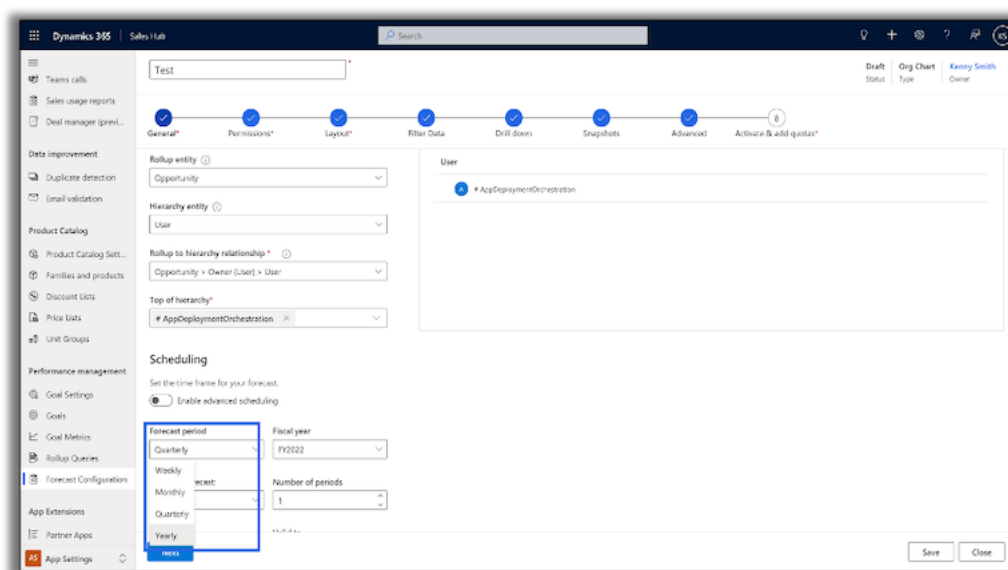 Dynamics 365 Sales Hub Search KS
Test *
Draft Org Chart Kenny Smith
Status Type Owner
Teams calls
Sales usage reports
Deal manager (previ...
Data improvement
Duplicate detection
Email validation
Product Catalog
Product Catalog Sett...
Families and products
Discount Lists
Price Lists
Unit Groups
Performance management
Goal Settings
Goals
Goal Metrics
Rollup Queries
Forecast Configuration
App Extensions
Partner Apps
AS App Settings
General* Permissions* Layout* Filter Data Drill down Snapshots Advanced Activate & add quotas*
8
Rollup entity
Opportunity
Hierarchy entity
User
Rollup to hierarchy relationship *
Opportunity > Owner (User) > User
Top of hierarchy*
# AppDeploymentOrchestration ×
User
A # AppDeploymentOrchestration
Scheduling
Set the time frame for your forecast.
Enable advanced scheduling
Forecast period Fiscal year
Quarterly FY2022
Weekly
Monthly
Quarterly
Yearly
ecast: Number of periods
1
Save Close